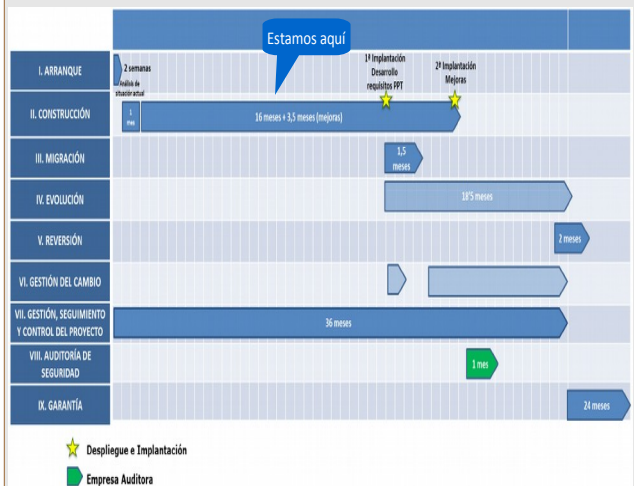 Estamos aquí
1ª Implantación
Desarrollo
requisitos PPT
2ª Implantación
Mejoras
I. ARRANQUE
2 semanas
Análisis de
situación actual
II. CONSTRUCCIÓN
1
mes
16 meses + 3,5 meses (mejoras)
III. MIGRACIÓN
1,5
meses
IV. EVOLUCIÓN
18'5 meses
V. REVERSIÓN
2 meses
VI. GESTIÓN DEL CAMBIO
VII. GESTIÓN, SEGUIMIENTO
Y CONTROL DEL PROYECTO
36 meses
VIII. AUDITORÍA DE
SEGURIDAD
1 mes
IX. GARANTÍA
24 meses
Despliegue e Implantación
Empresa Auditora